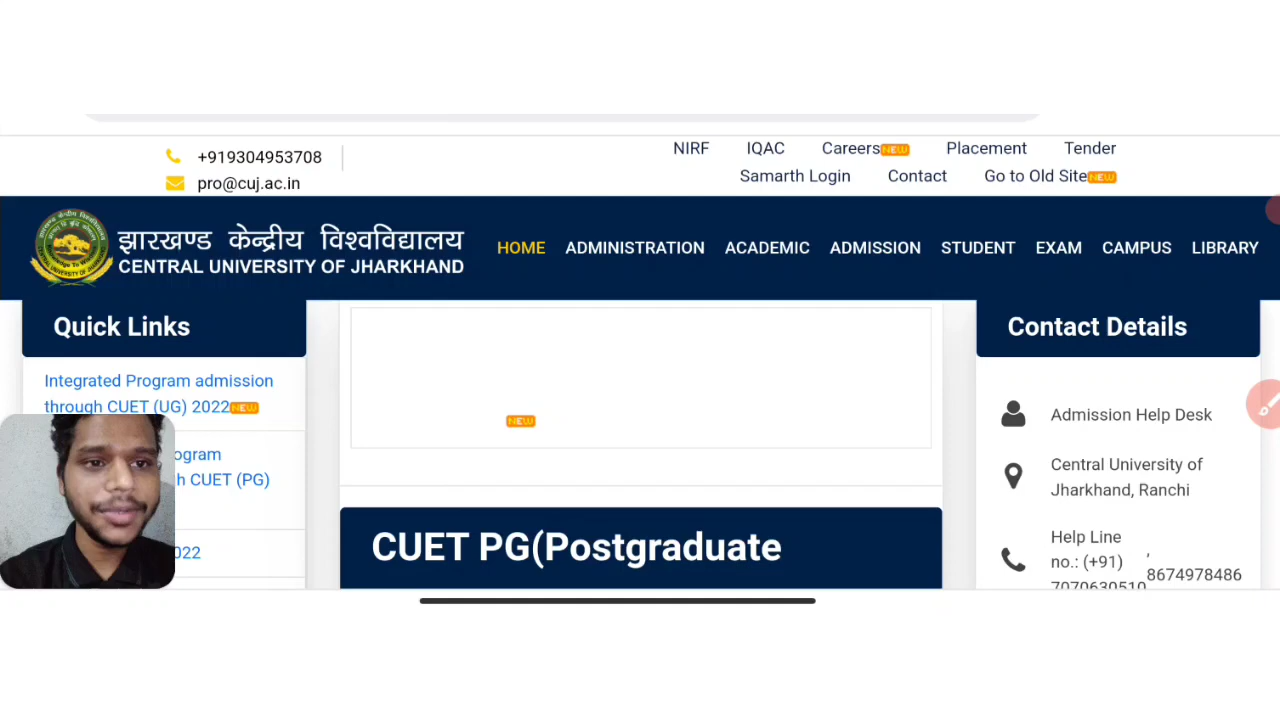 +919304953708
pro@cuj.ac.in
NIRF IQAC Careers NEW Placement Tender
Samarth Login Contact Go to Old Site NEW
झारखण्ड केन्द्रीय विश्वविद्यालय
CENTRAL UNIVERSITY OF JHARKHAND
HOME ADMINISTRATION ACADEMIC ADMISSION STUDENT EXAM CAMPUS LIBRARY
Quick Links
Integrated Program admission
through CUET (UG) 2022 NEW
ogram
h CUET (PG)
022
NEW
CUET PG(Postgraduate
Contact Details
Admission Help Desk
Central University of
Jharkhand, Ranchi
Help Line
no.: (+91)
7070630510
, 8674978486